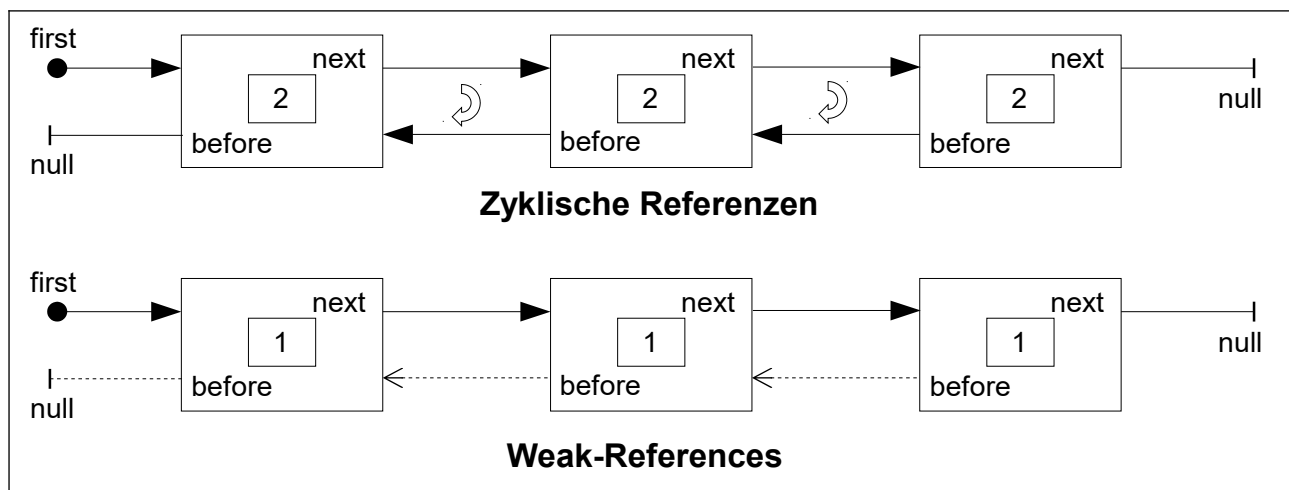 first
next
next
next
2
2
2
null
before
before
before
null
Zyklische Referenzen
first
next
next
next
1
1
1
null
before
before
before
null
Weak-References